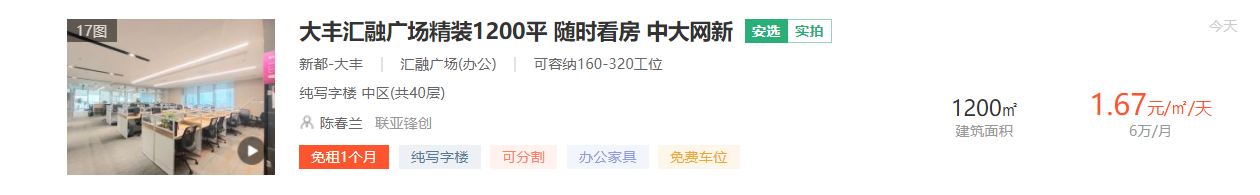 17图
大丰汇融广场精装1200平 随时看房 中大网新 安选 实拍
今天
新都-大丰 | 汇融广场(办公) | 可容纳160-320工位
纯写字楼 中区(共40层)
陈春兰 联亚锋创
免租1个月 纯写字楼 可分割 办公家具 免费车位
1200㎡
建筑面积
1.67元/㎡/天
6万/月